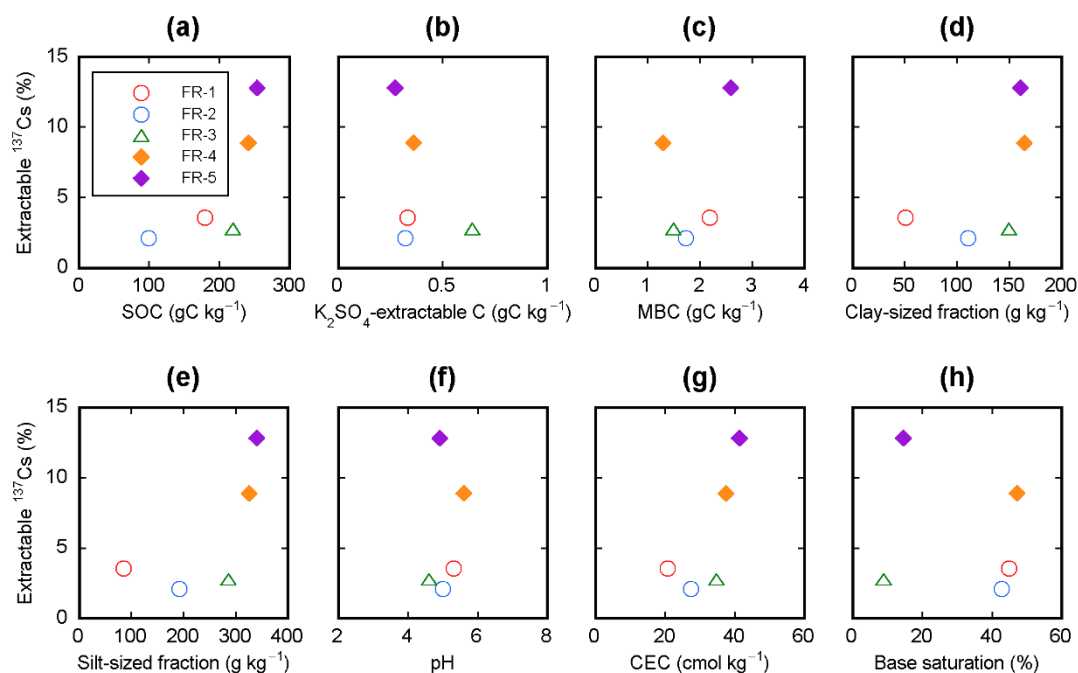 (a) (b) (c) (d)
Extractable ¹³⁷Cs (%)
15
10
5
0
FR-1
FR-2
FR-3
FR-4
FR-5
0 100 200 300
SOC (gC kg⁻¹)
0 0.5 1
K₂SO₄-extractable C (gC kg⁻¹)
0 1 2 3 4
MBC (gC kg⁻¹)
0 50 100 150 200
Clay-sized fraction (g kg⁻¹)
(e) (f) (g) (h)
Extractable ¹³⁷Cs (%)
15
10
5
0
0 100 200 300 400
Silt-sized fraction (g kg⁻¹)
2 4 6 8
pH
0 20 40 60
CEC (cmol kg⁻¹)
0 20 40 60
Base saturation (%)